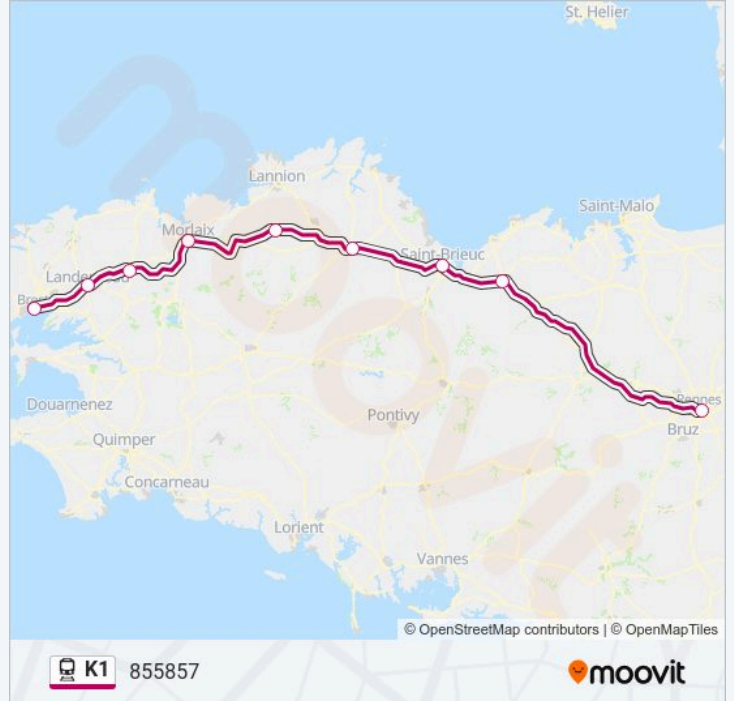 St. Helier
Lannion
Saint-Malo
Morlaix
Saint-Brieuc
Rennes
Douarnenez
Pontivy
Bruz
Quimper
Concarneau
Lorient
Vannes
© OpenStreetMap contributors | © OpenMapTiles
K1 855857
moovit